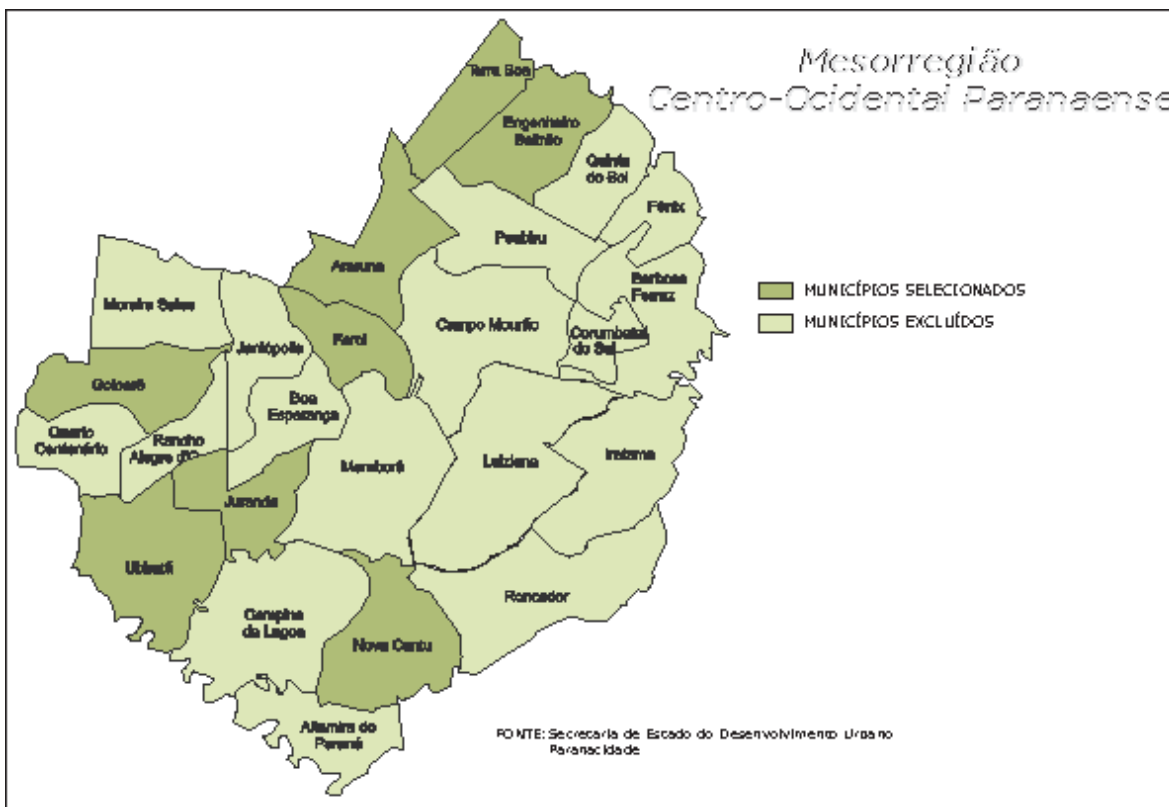 Mesorregião
Centro-Ocidental Paranaense
Terra Boa
Engenheiro
Beltrão
Quinta
do Sol
Fênix
Peabiru
Araruna
Barbosa
Ferraz
Moreira Sales
Campo Mourão
Farol
Corumbataí
do Sul
Janiópolis
Goioerê
Boa
Esperança
Quarto
Centenário
Rancho
Alegre d'O
Mamborê
Luiziana
Iretama
Juranda
Ubiratã
Roncador
Campina
da Lagoa
Nova Cantu
Altamira do
Paraná
MUNICÍPIOS SELECIONADOS
MUNICÍPIOS EXCLUÍDOS
FONTE: Secretaria de Estado do Desenvolvimento Urbano
Paranacidade